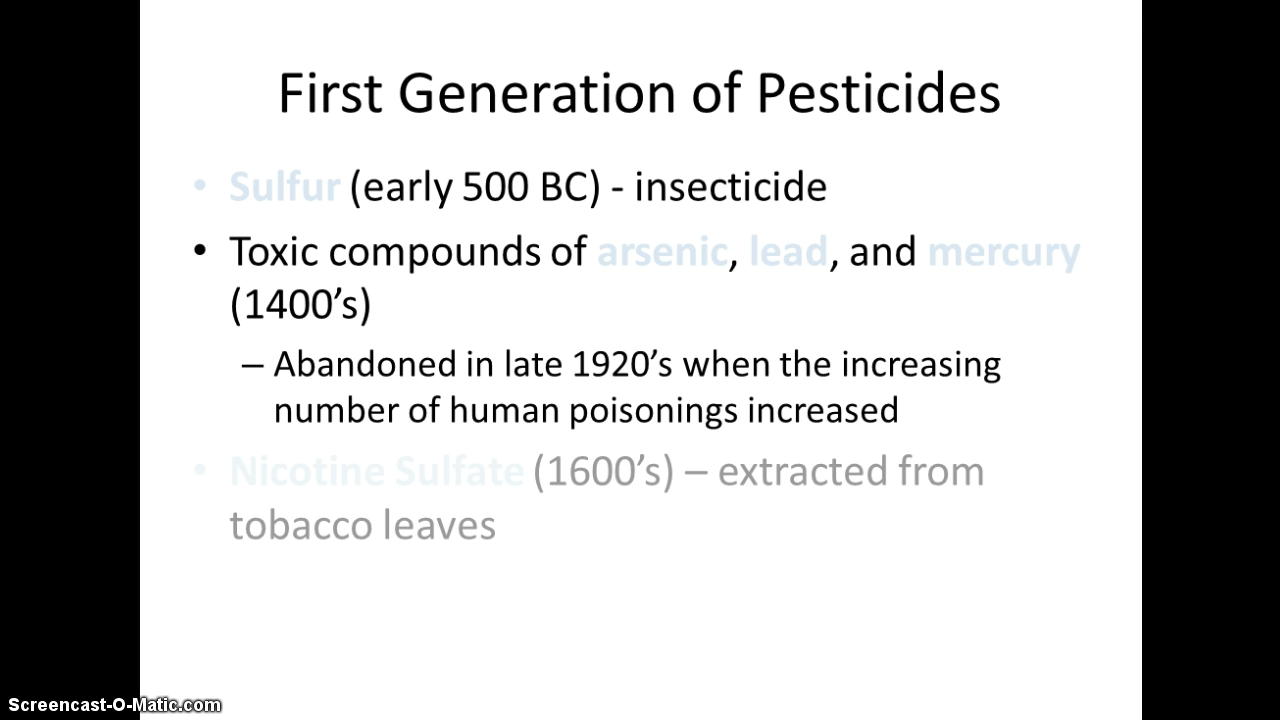 First Generation of Pesticides
• Sulfur (early 500 BC) - insecticide
• Toxic compounds of arsenic, lead, and mercury
(1400’s)
– Abandoned in late 1920’s when the increasing
number of human poisonings increased
• Nicotine Sulfate (1600’s) – extracted from
tobacco leaves
Screencast-O-Matic.com